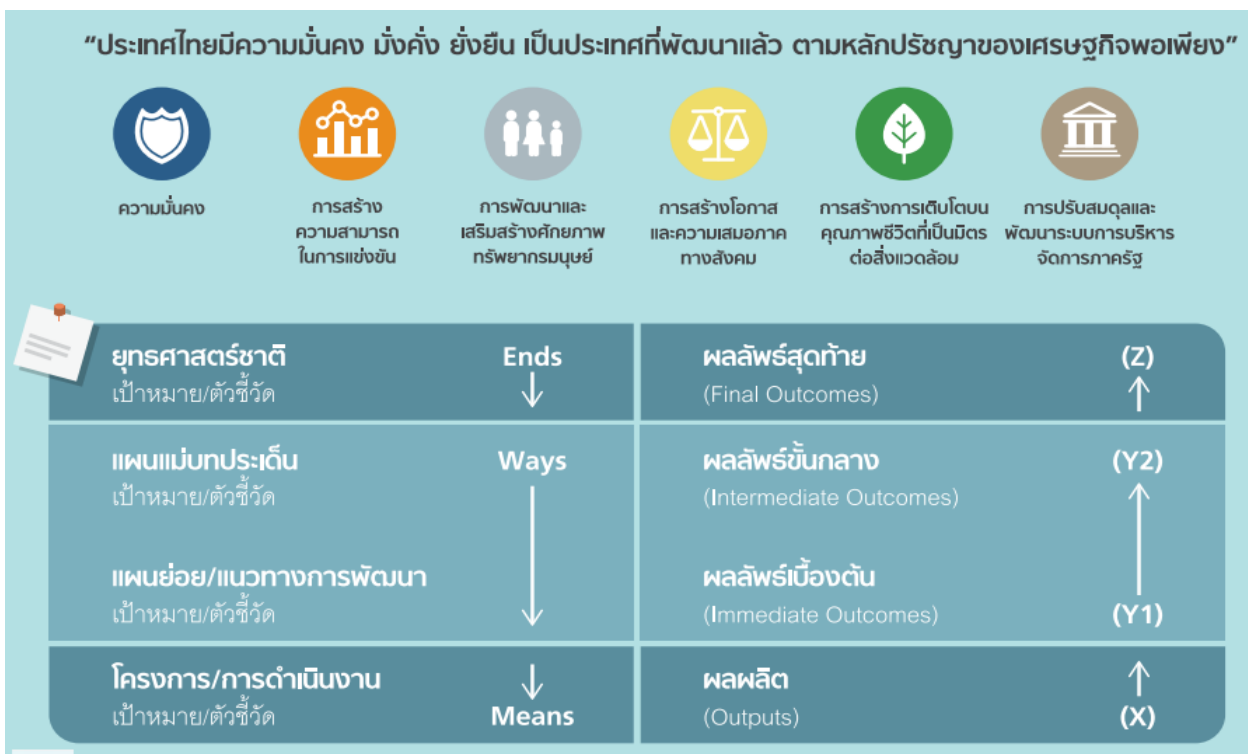 “ประเทศไทยมีความมั่นคง มั่งคั่ง ยั่งยืน เป็นประเทศที่พัฒนาแล้ว ตามหลักปรัชญาของเศรษฐกิจพอเพียง”
ความมั่นคง
การสร้าง
ความสามารถ
ในการแข่งขัน
การพัฒนาและ
เสริมสร้างศักยภาพ
ทรัพยากรมนุษย์
การสร้างโอกาส
และความเสมอภาค
ทางสังคม
การสร้างการเติบโตบน
คุณภาพชีวิตที่เป็นมิตร
ต่อสิ่งแวดล้อม
การปรับสมดุลและ
พัฒนาระบบการบริหาร
จัดการภาครัฐ
ยุทธศาสตร์ชาติ Ends
เป้าหมาย/ตัวชี้วัด
ผลลัพธ์สุดท้าย (Z)
(Final Outcomes)
แผนแม่บทประเด็น Ways
เป้าหมาย/ตัวชี้วัด
ผลลัพธ์ขั้นกลาง (Y2)
(Intermediate Outcomes)
แผนย่อย/แนวทางการพัฒนา
เป้าหมาย/ตัวชี้วัด
ผลลัพธ์เบื้องต้น
(Immediate Outcomes) (Y1)
โครงการ/การดำเนินงาน
เป้าหมาย/ตัวชี้วัด Means
ผลผลิต
(Outputs) (X)